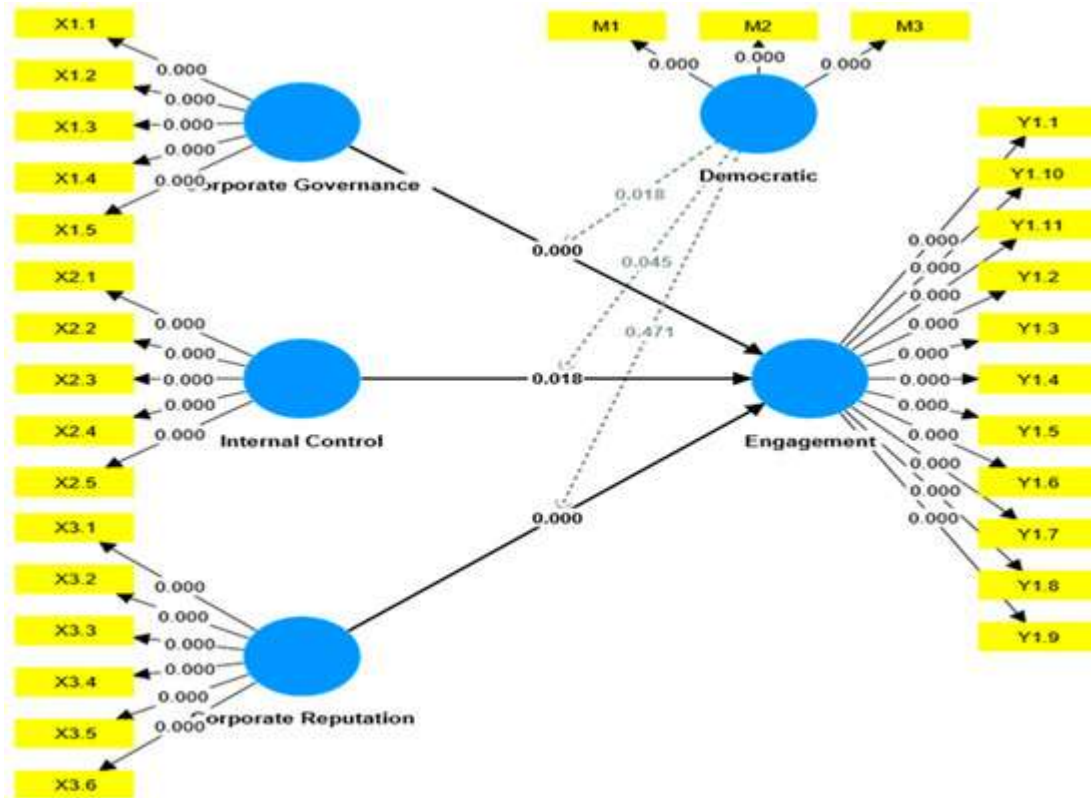 X1.1
X1.2
X1.3
X1.4
X1.5
0.000
0.000
0.000
0.000
0.000
Corporate Governance
X2.1
X2.2
X2.3
X2.4
X2.5
0.000
0.000
0.000
0.000
0.000
Internal Control
X3.1
X3.2
X3.3
X3.4
X3.5
X3.6
0.000
0.000
0.000
0.000
0.000
0.000
Corporate Reputation
M1
M2
M3
0.000
0.000
0.000
Democratic
0.018
0.045
0.471
0.000
0.018
0.000
Engagement
0.000
0.000
0.000
0.000
0.000
0.000
0.000
0.000
0.000
0.000
0.000
Y1.1
Y1.10
Y1.11
Y1.2
Y1.3
Y1.4
Y1.5
Y1.6
Y1.7
Y1.8
Y1.9